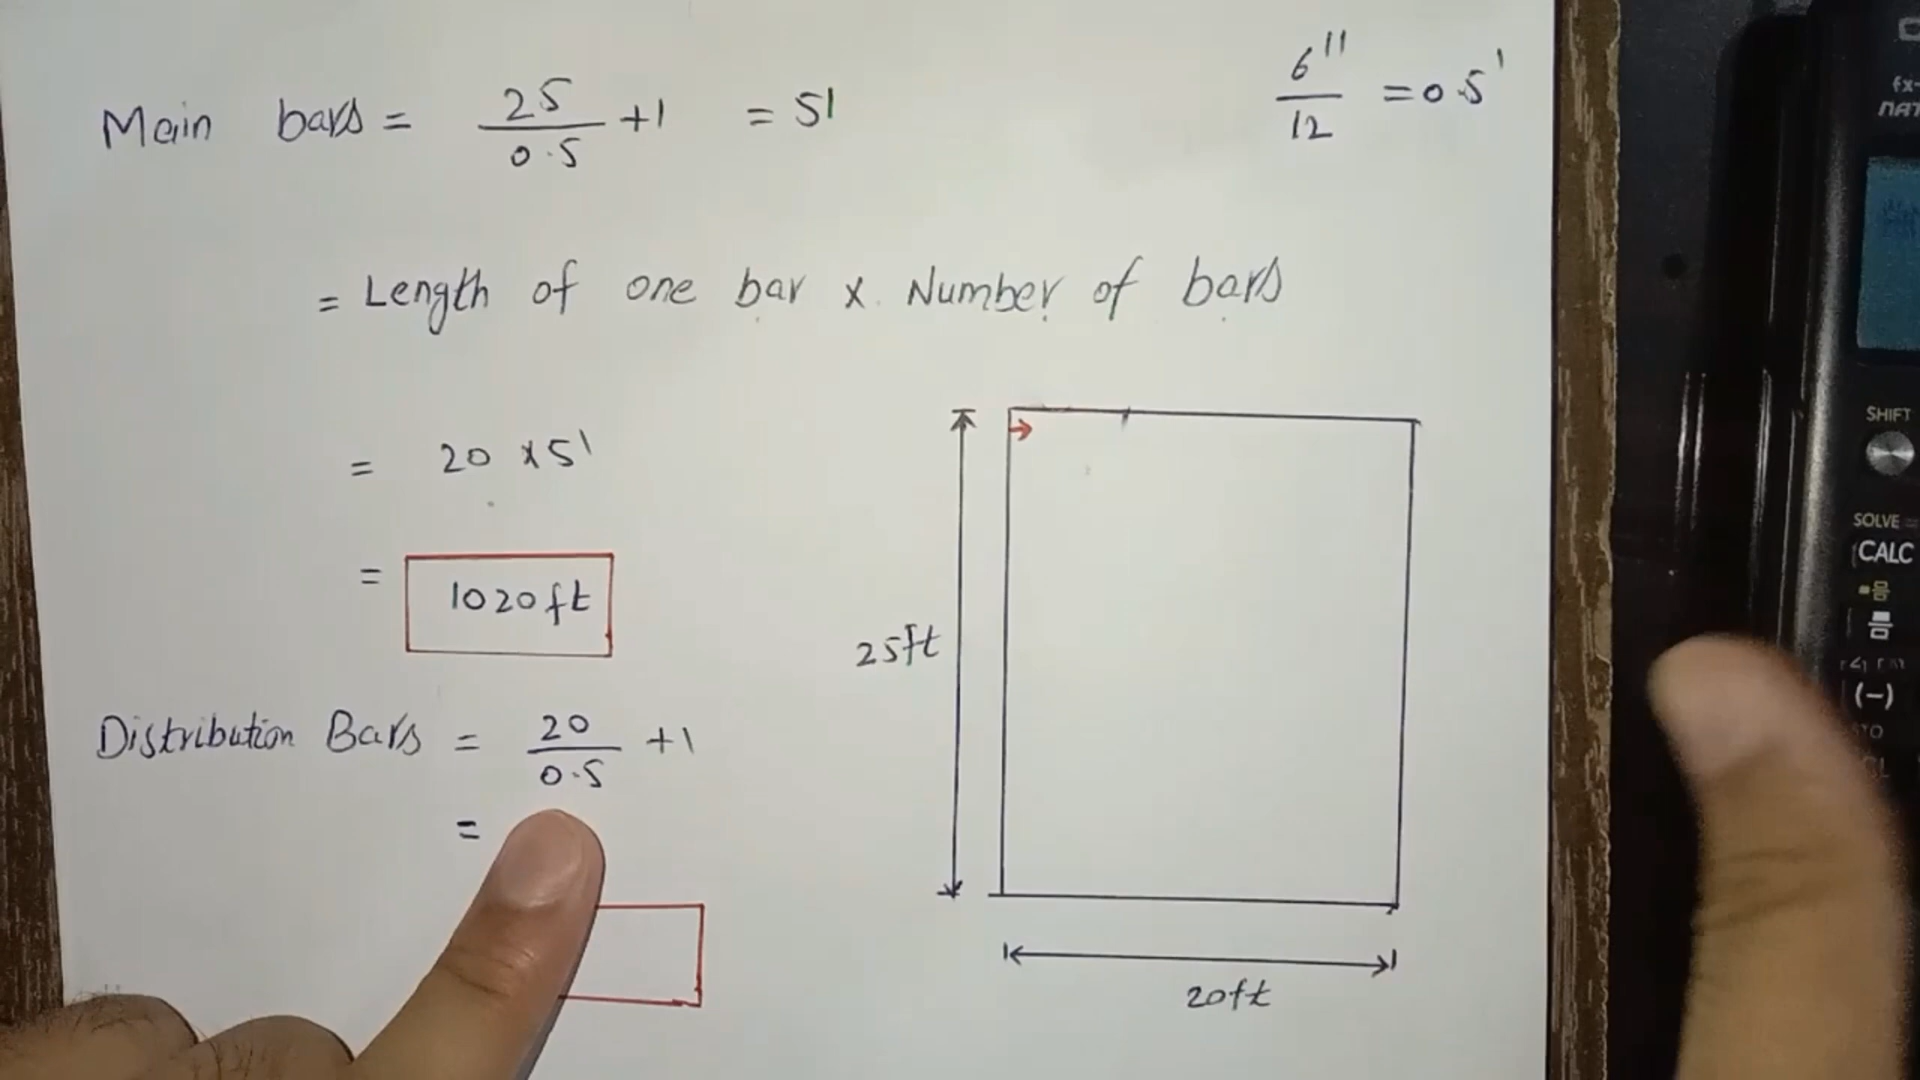 6"
12 = 0.5'
Main bars = 25 / 0.5 +1 = 51
= Length of one bar x Number of bars
= 20 x 51
= 1020ft
25ft
Distribution Bars = 20 / 0.5 +1
=
20ft
fx-
SHIFT
SOLVE =
CALC
(-)